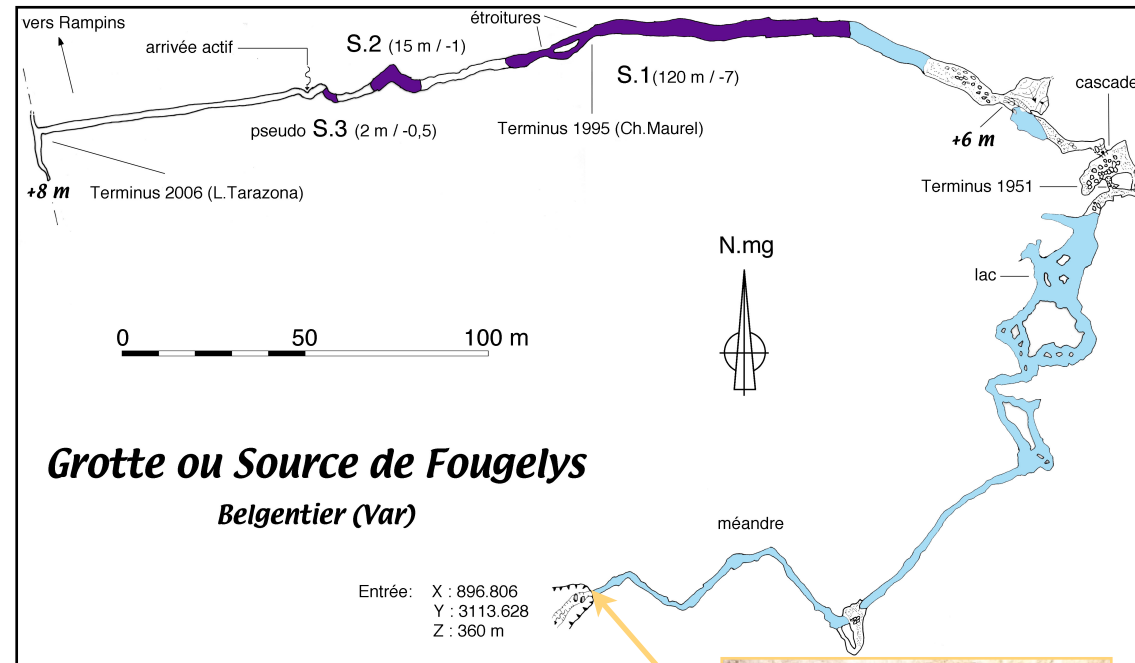 vers Rampins
étroitures
arrivée actif
S.2 (15 m / -1)
S.1 (120 m / -7)
cascade
pseudo S.3 (2 m / -0,5)
Terminus 1995 (Ch.Maurel)
+6 m
+8 m
Terminus 2006 (L.Tarazona)
Terminus 1951
N.mg
lac
0 50 100 m
Grotte ou Source de Fougelys
Belgentier (Var)
méandre
Entrée: X : 896.806
Y : 3113.628
Z : 360 m